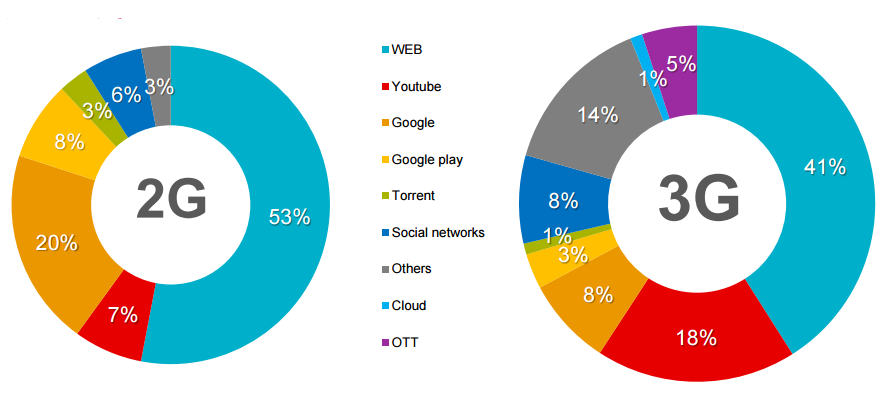 2G
53%
7%
20%
8%
3%
6%
3%
WEB
Youtube
Google
Google play
Torrent
Social networks
Others
Cloud
OTT
3G
41%
18%
8%
3%
1%
8%
14%
1%
5%